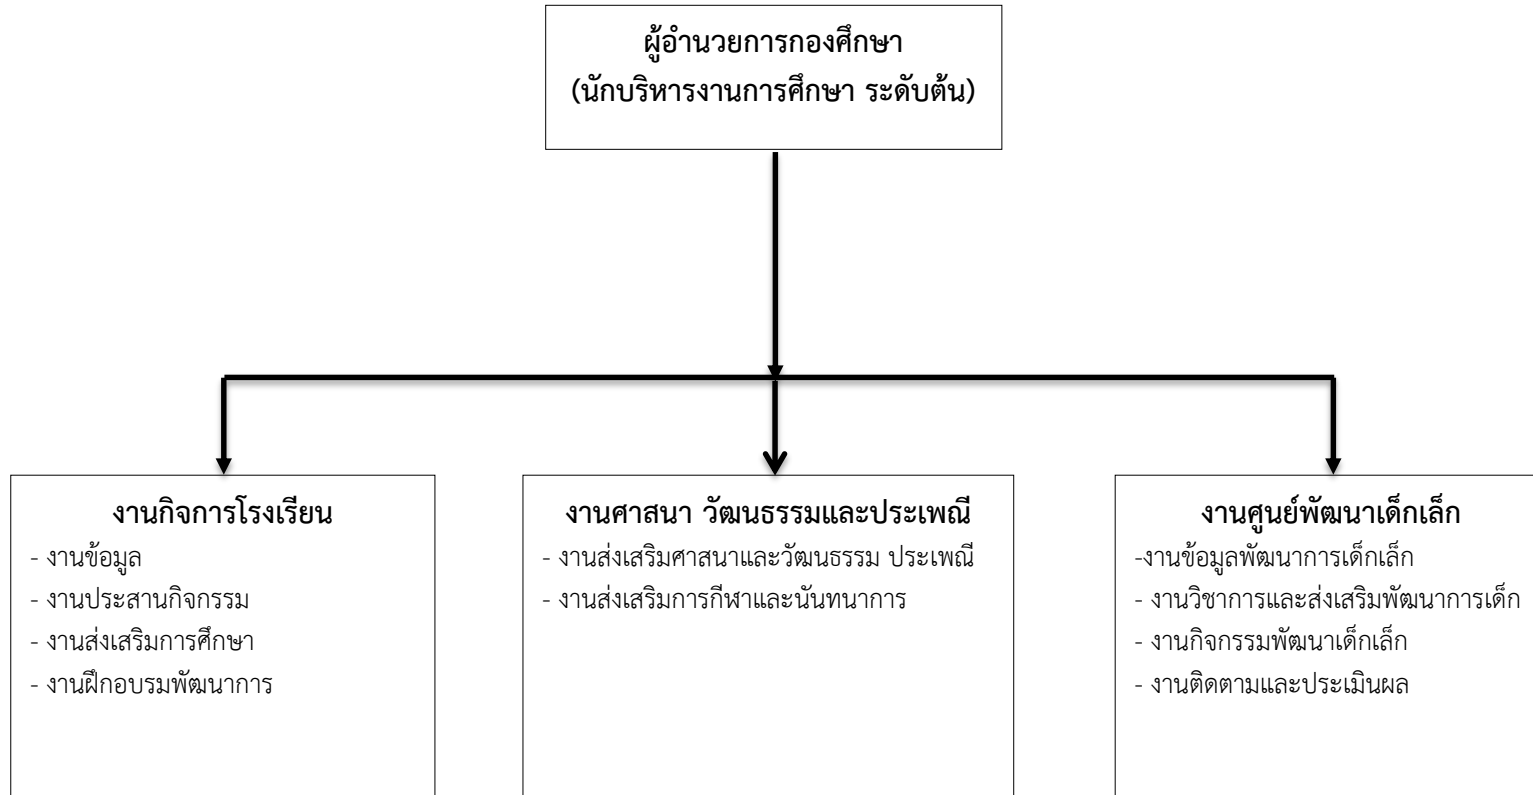 ผู้อำนวยการกองศึกษา
(นักบริหารงานการศึกษา ระดับต้น)
งานกิจการโรงเรียน
- งานข้อมูล
- งานประสานกิจกรรม
- งานส่งเสริมการศึกษา
- งานฝึกอบรมพัฒนาการ
งานศาสนา วัฒนธรรมและประเพณี
- งานส่งเสริมศาสนาและวัฒนธรรม ประเพณี
- งานส่งเสริมการกีฬาและนันทนาการ
งานศูนย์พัฒนาเด็กเล็ก
-งานข้อมูลพัฒนาการเด็กเล็ก
- งานวิชาการและส่งเสริมพัฒนาการเด็ก
- งานกิจกรรมพัฒนาเด็กเล็ก
- งานติดตามและประเมินผล